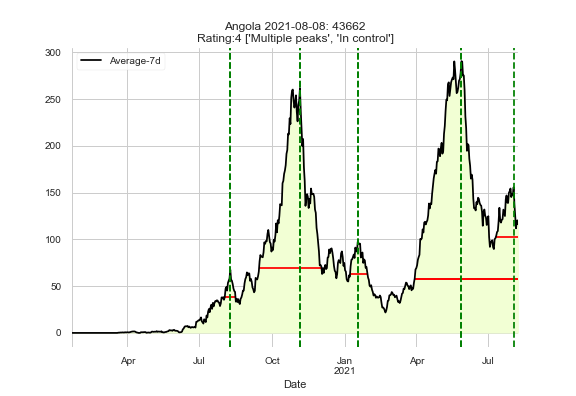 Angola 2021-08-08: 43662
Rating:4 ['Multiple peaks', 'In control']
300
Average-7d
250
200
150
100
50
0
Apr
Jul
Oct
Jan
2021
Apr
Jul
Date